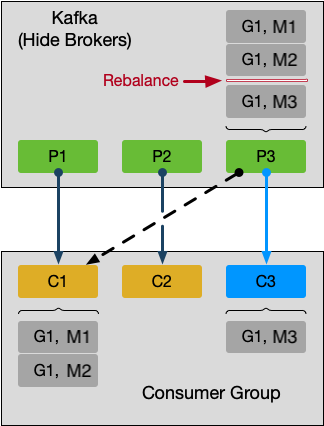 Kafka
(Hide Brokers)
G1, M1
G1, M2
Rebalance
G1, M3
P1 P2 P3
C1 C2 C3
G1, M1 G1, M3
G1, M2
Consumer Group